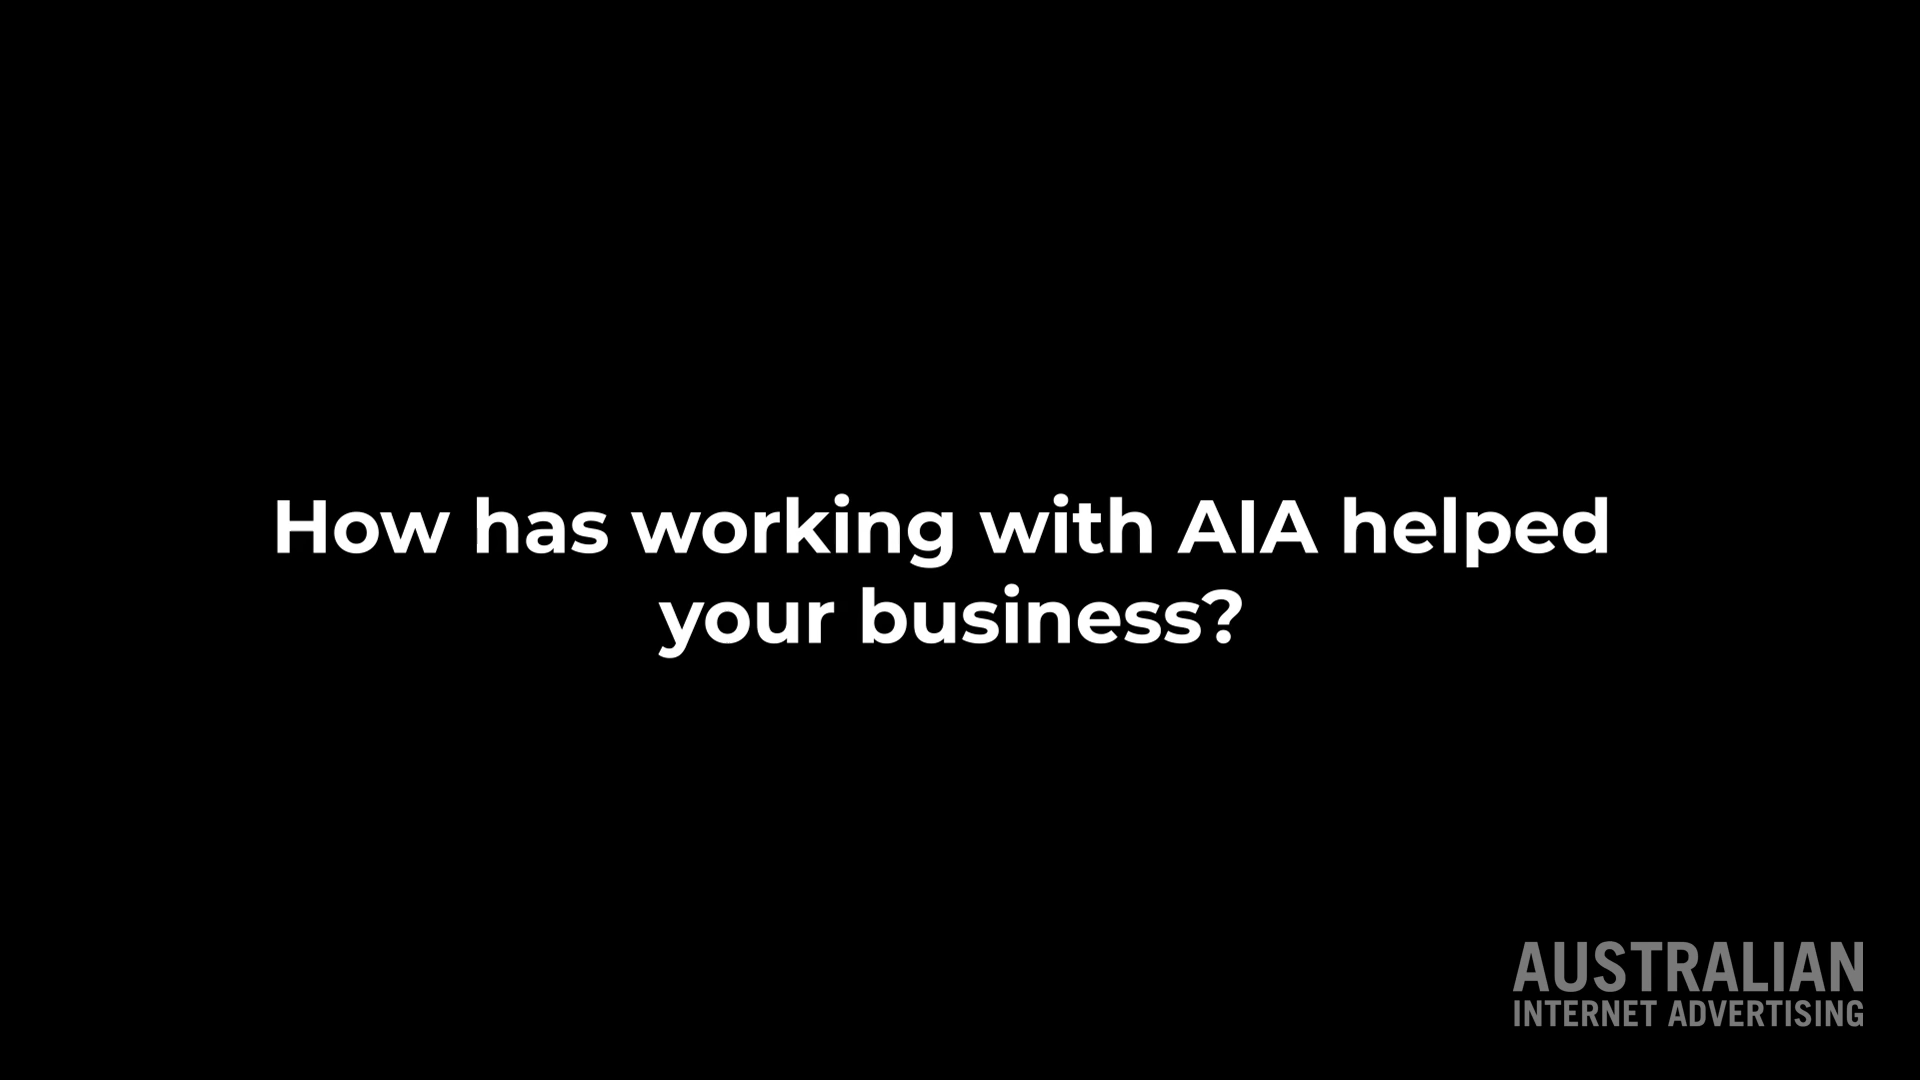 How has working with AIA helped
your business?
AUSTRALIAN
INTERNET ADVERTISING